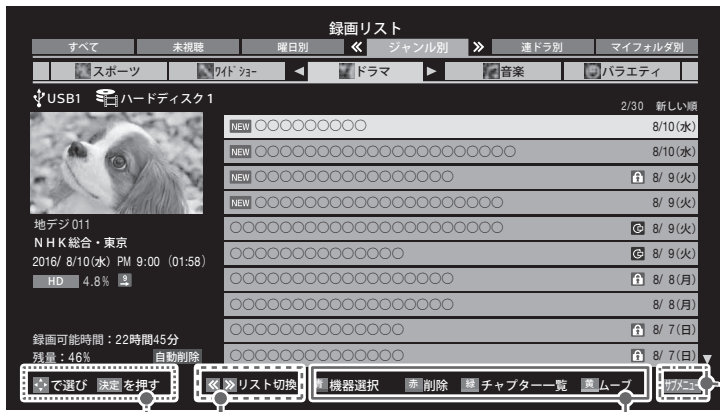 録画リスト
すべて 未視聴 曜日別 ジャンル別 連ドラ別 マイフォルダ別
スポーツ ﾜｲﾄﾞｼｮｰ ドラマ 音楽 バラエティ
USB1 ハードディスク1
2/30 新しい順
NEW ○○○○○○○○○ 8/10(水)
NEW ○○○○○○○○○○○○○○○○○○○○○ 8/10(水)
NEW ○○○○○○○○○○○○○○○○ 8/ 9(火)
NEW ○○○○○○○○○○○○○○○○○○○○ 8/ 9(火)
○○○○○○○○○○○○○○○○○○○○○○ 8/ 9(火)
○○○○○○○○○○○○○○ 8/ 9(火)
○○○○○○○○○○○○○○○○○○ 8/ 8(月)
○○○○○○○○○○○○○○○○○○ 8/ 8(月)
○○○○○○○○○○○○○○ 8/ 7(日)
○○○○○○○○○○○○○○ 8/ 7(日)
地デジ 011
ＮＨＫ総合・東京
2016/ 8/10(水) PM 9:00 (01:58)
HD 4.8% 9
録画可能時間：22時間45分
残量：46% 自動削除
で選び 決定 を押す リスト切換 機器選択 赤 削除 緑 チャプター一覧 黄 ムーブ ｻﾌﾞﾒﾆｭｰ